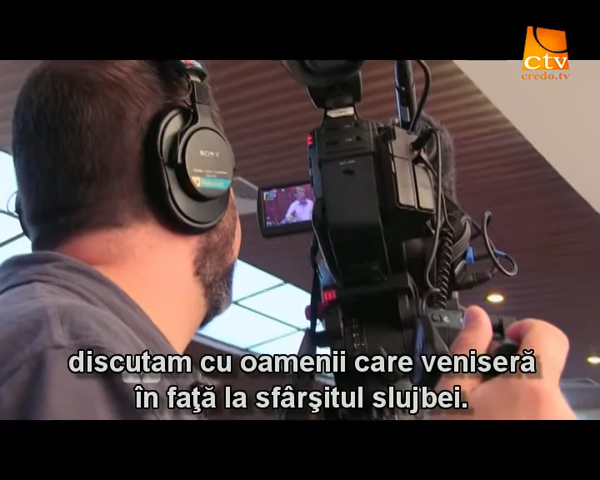 ctv
credo.tv
SONY
discutam cu oamenii care veniseră
în faţă la sfârşitul slujbei.